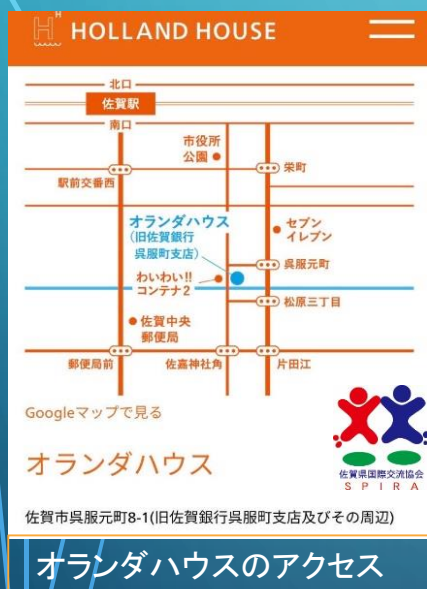 HOLLAND HOUSE
北口
佐賀駅
南口
市役所
公園
栄町
駅前交番西
オランダハウス
(旧佐賀銀行
呉服町支店)
セブン
イレブン
呉服元町
わいわい!!
コンテナ2
松原三丁目
佐賀中央
郵便局
郵便局前
佐嘉神社角
片田江
Googleマップで見る
オランダハウス
佐賀県国際交流協会
SPIRA
佐賀市呉服元町8-1(旧佐賀銀行呉服町支店及びその周辺)
オランダハウスのアクセス